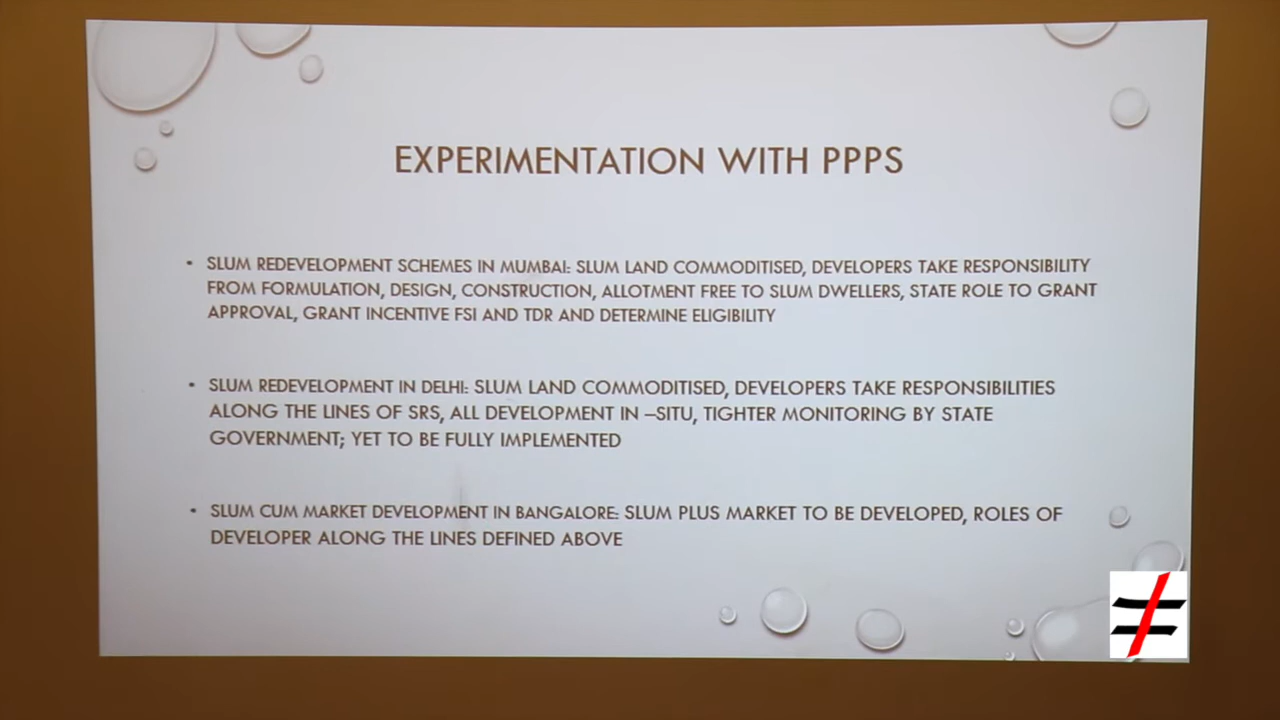 EXPERIMENTATION WITH PPPS
• SLUM REDEVELOPMENT SCHEMES IN MUMBAI: SLUM LAND COMMODITISED, DEVELOPERS TAKE RESPONSIBILITY
FROM FORMULATION, DESIGN, CONSTRUCTION, ALLOTMENT FREE TO SLUM DWELLERS, STATE ROLE TO GRANT
APPROVAL, GRANT INCENTIVE FSI AND TDR AND DETERMINE ELIGIBILITY
• SLUM REDEVELOPMENT IN DELHI: SLUM LAND COMMODITISED, DEVELOPERS TAKE RESPONSIBILITIES
ALONG THE LINES OF SRS, ALL DEVELOPMENT IN –SITU, TIGHTER MONITORING BY STATE
GOVERNMENT; YET TO BE FULLY IMPLEMENTED
• SLUM CUM MARKET DEVELOPMENT IN BANGALORE: SLUM PLUS MARKET TO BE DEVELOPED, ROLES OF
DEVELOPER ALONG THE LINES DEFINED ABOVE